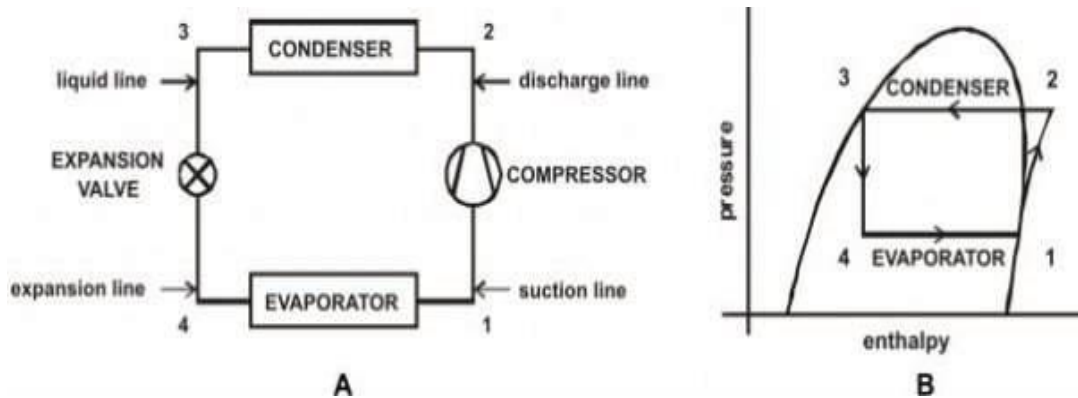 3
CONDENSER
2
liquid line
discharge line
EXPANSION
VALVE
COMPRESSOR
expansion line
EVAPORATOR
suction line
4
1
A
pressure
3
CONDENSER
2
4
EVAPORATOR
1
enthalpy
B